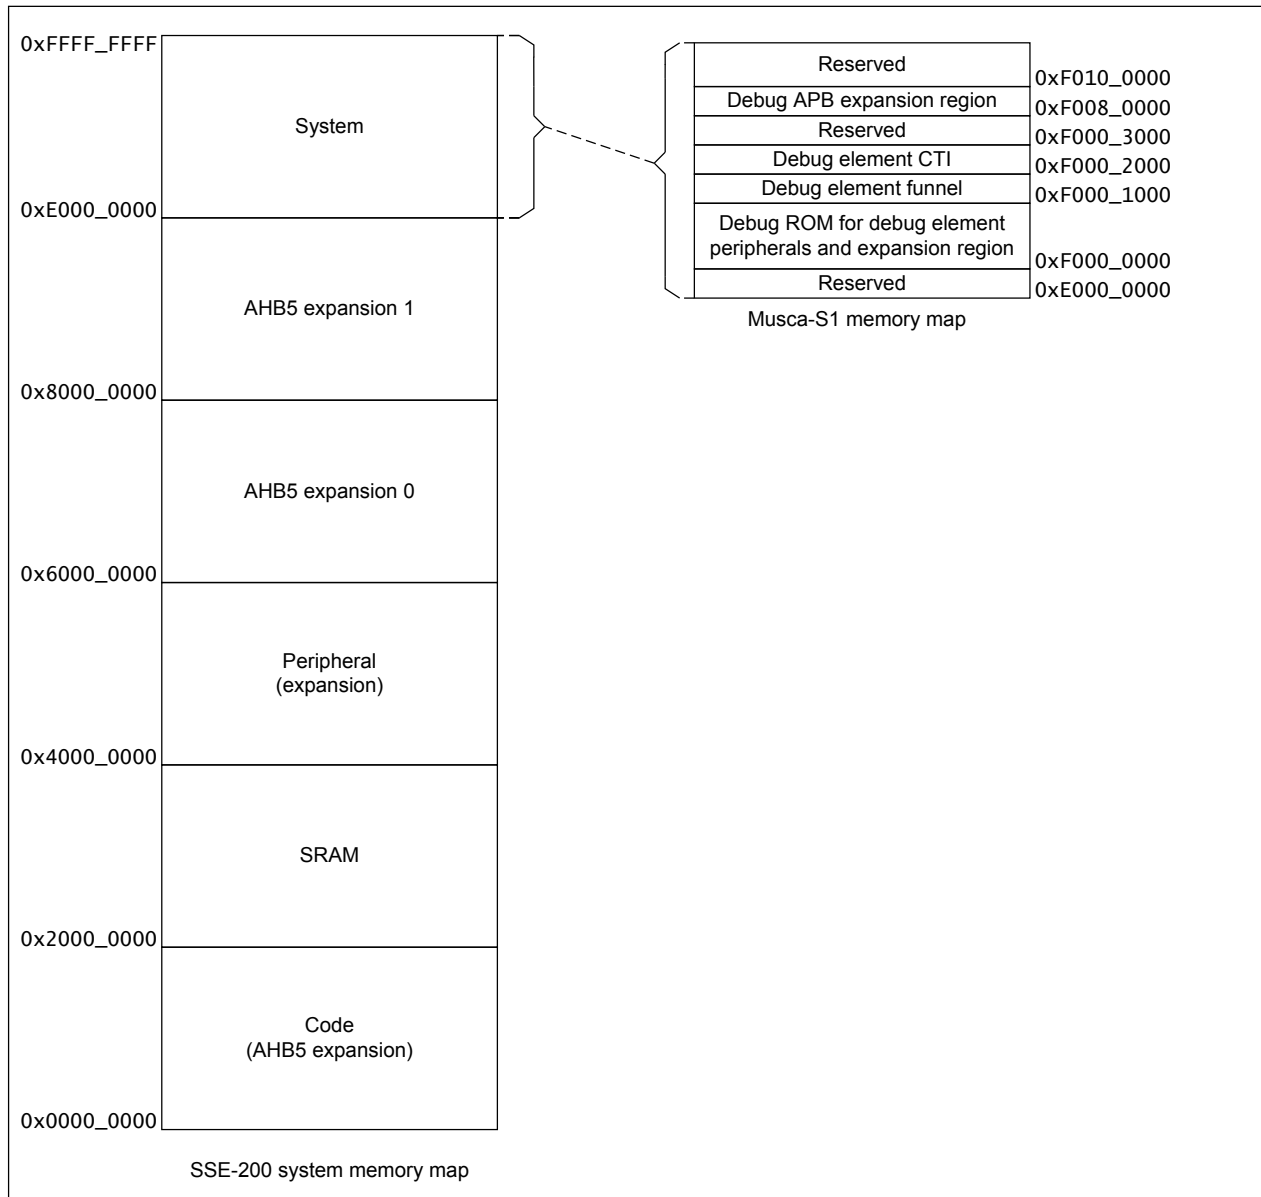 0xFFFF_FFFF
System
0xE000_0000
AHB5 expansion 1
0x8000_0000
AHB5 expansion 0
0x6000_0000
Peripheral
(expansion)
0x4000_0000
SRAM
0x2000_0000
Code
(AHB5 expansion)
0x0000_0000
SSE-200 system memory map
Reserved
0xF010_0000
Debug APB expansion region
0xF008_0000
Reserved
0xF000_3000
Debug element CTI
0xF000_2000
Debug element funnel
0xF000_1000
Debug ROM for debug element
peripherals and expansion region
0xF000_0000
Reserved
0xE000_0000
Musca-S1 memory map